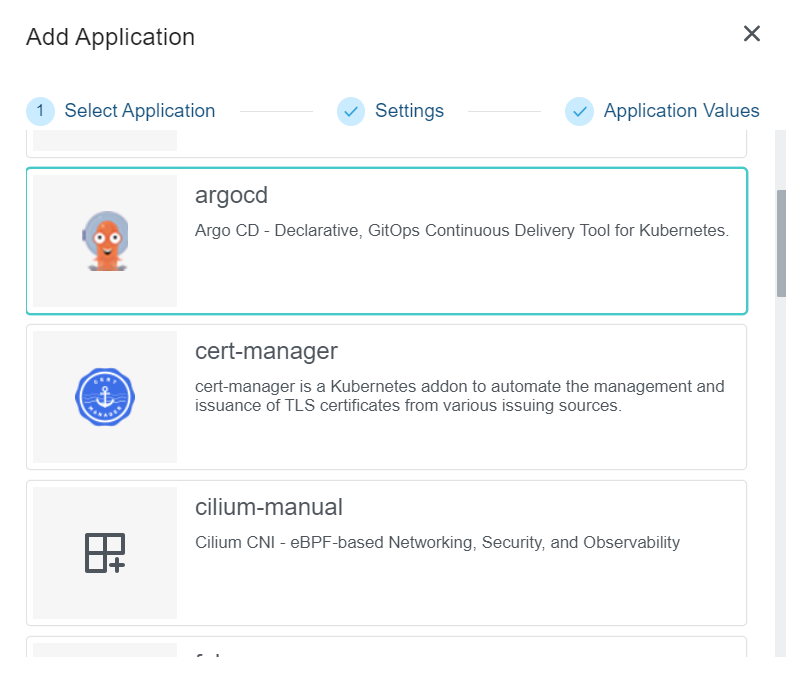 Add Application
1 Select Application
Settings
Application Values
argocd
Argo CD - Declarative, GitOps Continuous Delivery Tool for Kubernetes.
cert-manager
CERT
MANAGER
cert-manager is a Kubernetes addon to automate the management and
issuance of TLS certificates from various issuing sources.
cilium-manual
Cilium CNI - eBPF-based Networking, Security, and Observability